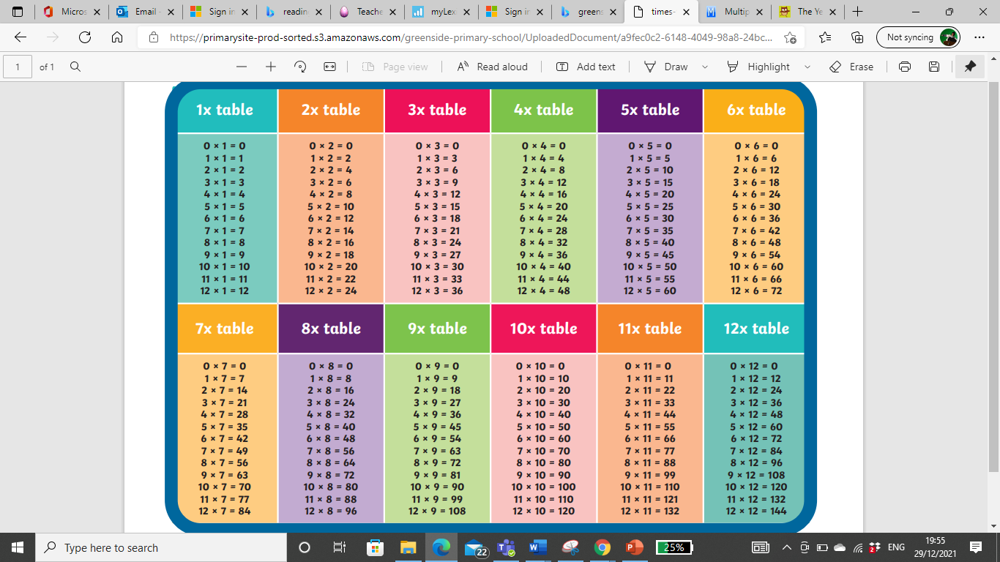 Micros
Email -
Sign in
readin
Teache
myLex
Sign in
greens
times-
Multip
The Ye
https://primarysite-prod-sorted.s3.amazonaws.com/greenside-primary-school/UploadedDocument/a9fec0c2-6148-4049-98a8-24bc...
Not syncing
1 of 1
Page view
Read aloud
Add text
Draw
Highlight
Erase
1x table 2x table 3x table 4x table 5x table 6x table
0 × 1 = 0 0 × 2 = 0 0 × 3 = 0 0 × 4 = 0 0 × 5 = 0 0 × 6 = 0
1 × 1 = 1 1 × 2 = 2 1 × 3 = 3 1 × 4 = 4 1 × 5 = 5 1 × 6 = 6
2 × 1 = 2 2 × 2 = 4 2 × 3 = 6 2 × 4 = 8 2 × 5 = 10 2 × 6 = 12
3 × 1 = 3 3 × 2 = 6 3 × 3 = 9 3 × 4 = 12 3 × 5 = 15 3 × 6 = 18
4 × 1 = 4 4 × 2 = 8 4 × 3 = 12 4 × 4 = 16 4 × 5 = 20 4 × 6 = 24
5 × 1 = 5 5 × 2 = 10 5 × 3 = 15 5 × 4 = 20 5 × 5 = 25 5 × 6 = 30
6 × 1 = 6 6 × 2 = 12 6 × 3 = 18 6 × 4 = 24 6 × 5 = 30 6 × 6 = 36
7 × 1 = 7 7 × 2 = 14 7 × 3 = 21 7 × 4 = 28 7 × 5 = 35 7 × 6 = 42
8 × 1 = 8 8 × 2 = 16 8 × 3 = 24 8 × 4 = 32 8 × 5 = 40 8 × 6 = 48
9 × 1 = 9 9 × 2 = 18 9 × 3 = 27 9 × 4 = 36 9 × 5 = 45 9 × 6 = 54
10 × 1 = 10 10 × 2 = 20 10 × 3 = 30 10 × 4 = 40 10 × 5 = 50 10 × 6 = 60
11 × 1 = 11 11 × 2 = 22 11 × 3 = 33 11 × 4 = 44 11 × 5 = 55 11 × 6 = 66
12 × 1 = 12 12 × 2 = 24 12 × 3 = 36 12 × 4 = 48 12 × 5 = 60 12 × 6 = 72
7x table 8x table 9x table 10x table 11x table 12x table
0 × 7 = 0 0 × 8 = 0 0 × 9 = 0 0 × 10 = 0 0 × 11 = 0 0 × 12 = 0
1 × 7 = 7 1 × 8 = 8 1 × 9 = 9 1 × 10 = 10 1 × 11 = 11 1 × 12 = 12
2 × 7 = 14 2 × 8 = 16 2 × 9 = 18 2 × 10 = 20 2 × 11 = 22 2 × 12 = 24
3 × 7 = 21 3 × 8 = 24 3 × 9 = 27 3 × 10 = 30 3 × 11 = 33 3 × 12 = 36
4 × 7 = 28 4 × 8 = 32 4 × 9 = 36 4 × 10 = 40 4 × 11 = 44 4 × 12 = 48
5 × 7 = 35 5 × 8 = 40 5 × 9 = 45 5 × 10 = 50 5 × 11 = 55 5 × 12 = 60
6 × 7 = 42 6 × 8 = 48 6 × 9 = 54 6 × 10 = 60 6 × 11 = 66 6 × 12 = 72
7 × 7 = 49 7 × 8 = 56 7 × 9 = 63 7 × 10 = 70 7 × 11 = 77 7 × 12 = 84
8 × 7 = 56 8 × 8 = 64 8 × 9 = 72 8 × 10 = 80 8 × 11 = 88 8 × 12 = 96
9 × 7 = 63 9 × 8 = 72 9 × 9 = 81 9 × 10 = 90 9 × 11 = 99 9 × 12 = 108
10 × 7 = 70 10 × 8 = 80 10 × 9 = 90 10 × 10 = 100 10 × 11 = 110 10 × 12 = 120
11 × 7 = 77 11 × 8 = 88 11 × 9 = 99 11 × 10 = 110 11 × 11 = 121 11 × 12 = 132
12 × 7 = 84 12 × 8 = 96 12 × 9 = 108 12 × 10 = 120 12 × 11 = 132 12 × 12 = 144
Type here to search
22
25%
ENG
19:55
29/12/2021